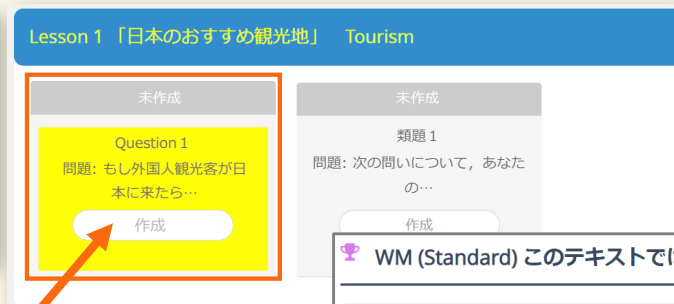 Lesson 1 「日本のおすすめ観光地」 Tourism
未作成
Question 1
問題: もし外国人観光客が日
本に来たら…
作成
未作成
類題 1
問題: 次の問いについて，あなた
の…
作成
WM (Standard) このテキストで